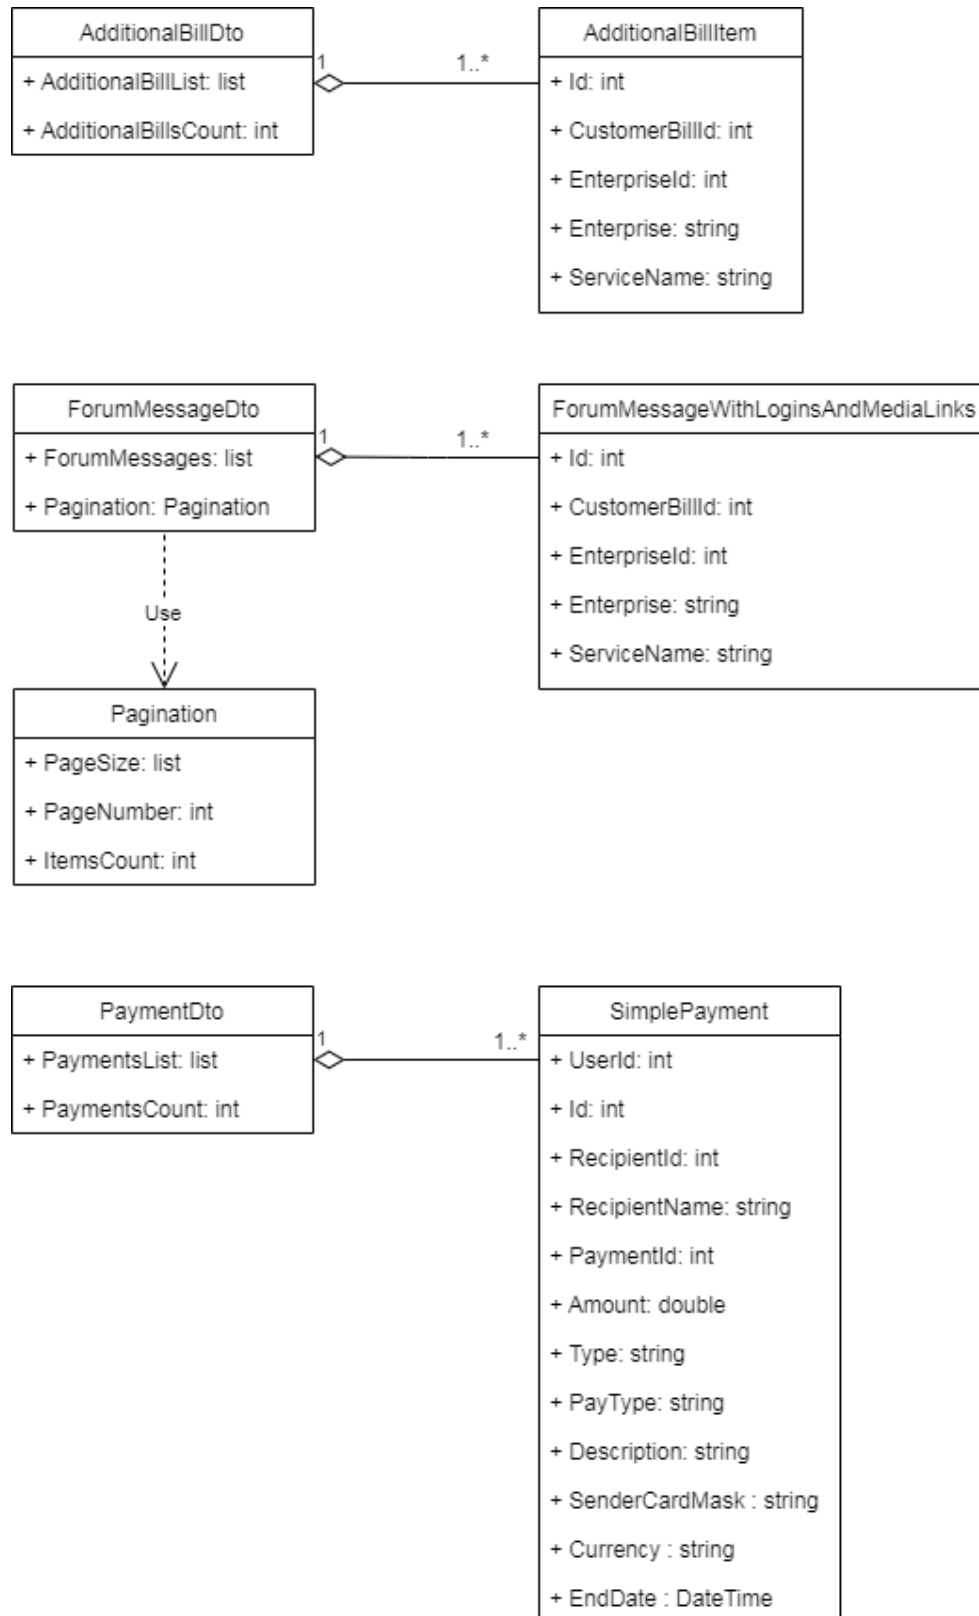 AdditionalBillDto
+ AdditionalBillList: list
+ AdditionalBillsCount: int
1
1..*
AdditionalBillItem
+ Id: int
+ CustomerBillId: int
+ EnterpriseId: int
+ Enterprise: string
+ ServiceName: string
ForumMessageDto
+ ForumMessages: list
+ Pagination: Pagination
1
1..*
ForumMessageWithLoginsAndMediaLinks
+ Id: int
+ CustomerBillId: int
+ EnterpriseId: int
+ Enterprise: string
+ ServiceName: string
Use
Pagination
+ PageSize: list
+ PageNumber: int
+ ItemsCount: int
PaymentDto
+ PaymentsList: list
+ PaymentsCount: int
1
1..*
SimplePayment
+ UserId: int
+ Id: int
+ RecipientId: int
+ RecipientName: string
+ PaymentId: int
+ Amount: double
+ Type: string
+ PayType: string
+ Description: string
+ SenderCardMask : string
+ Currency : string
+ EndDate : DateTime